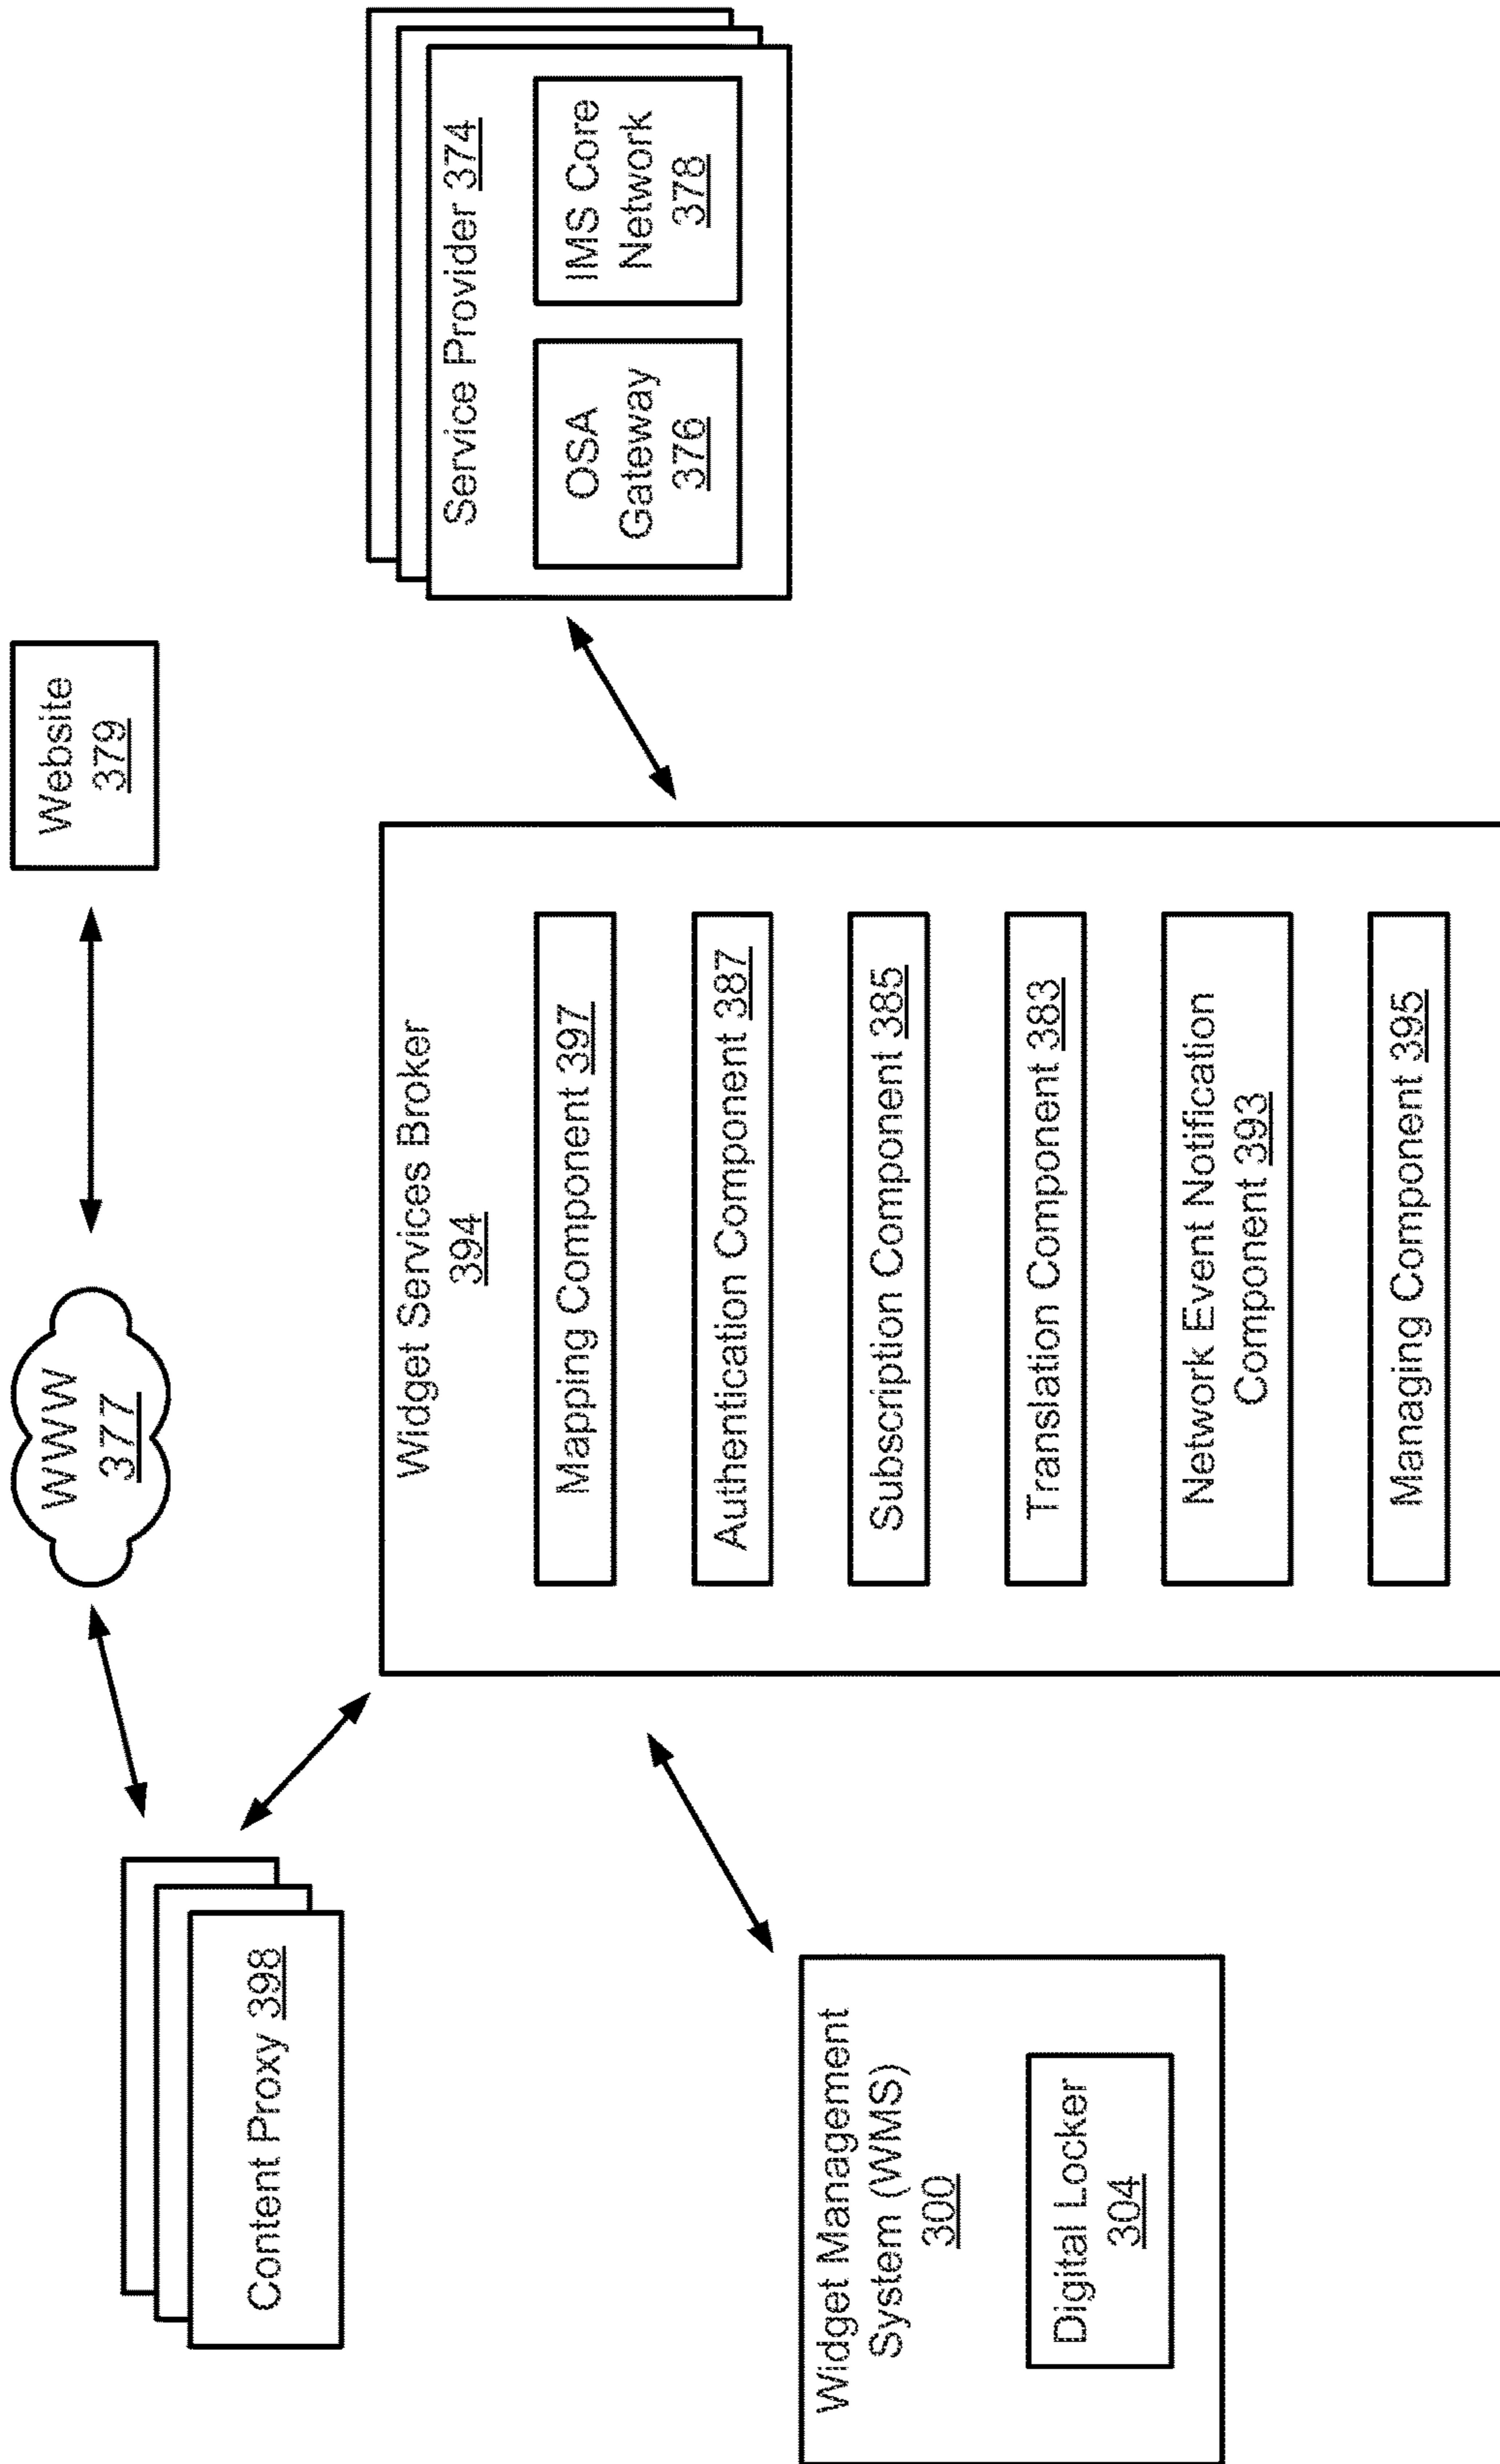 WWW
377
Website
379
Content Proxy 398
Widget Services Broker
394
Mapping Component 397
Authentication Component 387
Subscription Component 385
Translation Component 383
Network Event Notification
Component 393
Managing Component 395
Service Provider 374
OSA
Gateway
376
IMS Core
Network
378
Widget Management
System (WMS)
300
Digital Locker
304